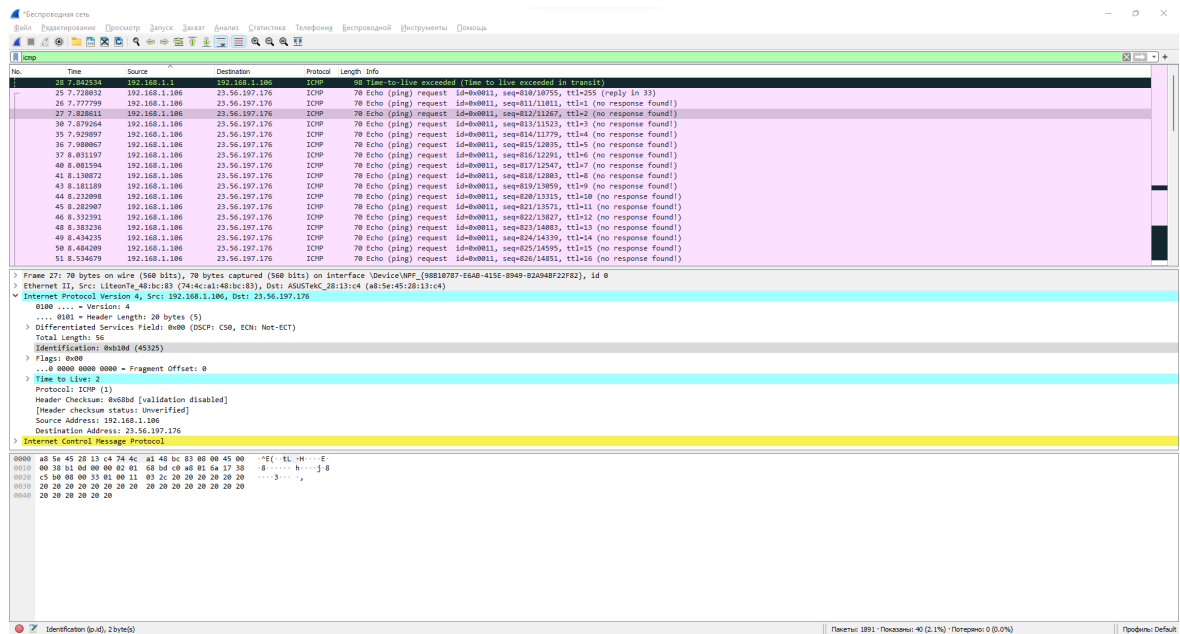 *Беспроводная сеть
Файл Редактирование Просмотр Запуск Захват Анализ Статистика Телефония Беспроводной Инструменты Помощь
icmp
No. Time Source Destination Protocol Length Info
28 7.842534 192.168.1.1 192.168.1.106 ICMP 98 Time-to-live exceeded (Time to live exceeded in transit)
25 7.728032 192.168.1.106 23.56.197.176 ICMP 70 Echo (ping) request id=0x0011, seq=810/10755, ttl=255 (reply in 33)
26 7.777799 192.168.1.106 23.56.197.176 ICMP 70 Echo (ping) request id=0x0011, seq=811/11011, ttl=1 (no response found!)
27 7.828611 192.168.1.106 23.56.197.176 ICMP 70 Echo (ping) request id=0x0011, seq=812/11267, ttl=2 (no response found!)
30 7.879264 192.168.1.106 23.56.197.176 ICMP 70 Echo (ping) request id=0x0011, seq=813/11523, ttl=3 (no response found!)
35 7.929897 192.168.1.106 23.56.197.176 ICMP 70 Echo (ping) request id=0x0011, seq=814/11779, ttl=4 (no response found!)
36 7.980067 192.168.1.106 23.56.197.176 ICMP 70 Echo (ping) request id=0x0011, seq=815/12035, ttl=5 (no response found!)
37 8.031197 192.168.1.106 23.56.197.176 ICMP 70 Echo (ping) request id=0x0011, seq=816/12291, ttl=6 (no response found!)
40 8.081594 192.168.1.106 23.56.197.176 ICMP 70 Echo (ping) request id=0x0011, seq=817/12547, ttl=7 (no response found!)
41 8.130872 192.168.1.106 23.56.197.176 ICMP 70 Echo (ping) request id=0x0011, seq=818/12803, ttl=8 (no response found!)
43 8.181189 192.168.1.106 23.56.197.176 ICMP 70 Echo (ping) request id=0x0011, seq=819/13059, ttl=9 (no response found!)
44 8.232098 192.168.1.106 23.56.197.176 ICMP 70 Echo (ping) request id=0x0011, seq=820/13315, ttl=10 (no response found!)
45 8.282907 192.168.1.106 23.56.197.176 ICMP 70 Echo (ping) request id=0x0011, seq=821/13571, ttl=11 (no response found!)
46 8.332391 192.168.1.106 23.56.197.176 ICMP 70 Echo (ping) request id=0x0011, seq=822/13827, ttl=12 (no response found!)
48 8.383236 192.168.1.106 23.56.197.176 ICMP 70 Echo (ping) request id=0x0011, seq=823/14083, ttl=13 (no response found!)
49 8.434235 192.168.1.106 23.56.197.176 ICMP 70 Echo (ping) request id=0x0011, seq=824/14339, ttl=14 (no response found!)
50 8.484209 192.168.1.106 23.56.197.176 ICMP 70 Echo (ping) request id=0x0011, seq=825/14595, ttl=15 (no response found!)
51 8.534679 192.168.1.106 23.56.197.176 ICMP 70 Echo (ping) request id=0x0011, seq=826/14851, ttl=16 (no response found!)
Frame 27: 70 bytes on wire (560 bits), 70 bytes captured (560 bits) on interface \Device\NPF_{98B107B7-E6AB-415E-8949-B2A94BF22F82}, id 0
Ethernet II, Src: LiteonTe_48:bc:83 (74:4c:a1:48:bc:83), Dst: ASUSTekC_28:13:c4 (a8:5e:45:28:13:c4)
Internet Protocol Version 4, Src: 192.168.1.106, Dst: 23.56.197.176
0100 .... = Version: 4
.... 0101 = Header Length: 20 bytes (5)
Differentiated Services Field: 0x00 (DSCP: CS0, ECN: Not-ECT)
Total Length: 56
Identification: 0xb10d (45325)
Flags: 0x00
...0 0000 0000 0000 = Fragment Offset: 0
Time to Live: 2
Protocol: ICMP (1)
Header Checksum: 0x68bd [validation disabled]
[Header checksum status: Unverified]
Source Address: 192.168.1.106
Destination Address: 23.56.197.176
Internet Control Message Protocol
0000 a8 5e 45 28 13 c4 74 4c a1 48 bc 83 08 00 45 00 ·^E(··tL ·H····E·
0010 00 38 b1 0d 00 00 02 01 68 bd c0 a8 01 6a 17 38 ·8······ h····j·8
0020 c5 b0 08 00 33 01 00 11 03 2c 20 20 20 20 20 20 ····3··· ·,
0030 20 20 20 20 20 20 20 20 20 20 20 20 20 20 20 20
0040 20 20 20 20 20 20
Identification (ip.id), 2 byte(s)
Пакеты: 1891 · Показаны: 40 (2.1%) · Потеряно: 0 (0.0%)
Профиль: Default